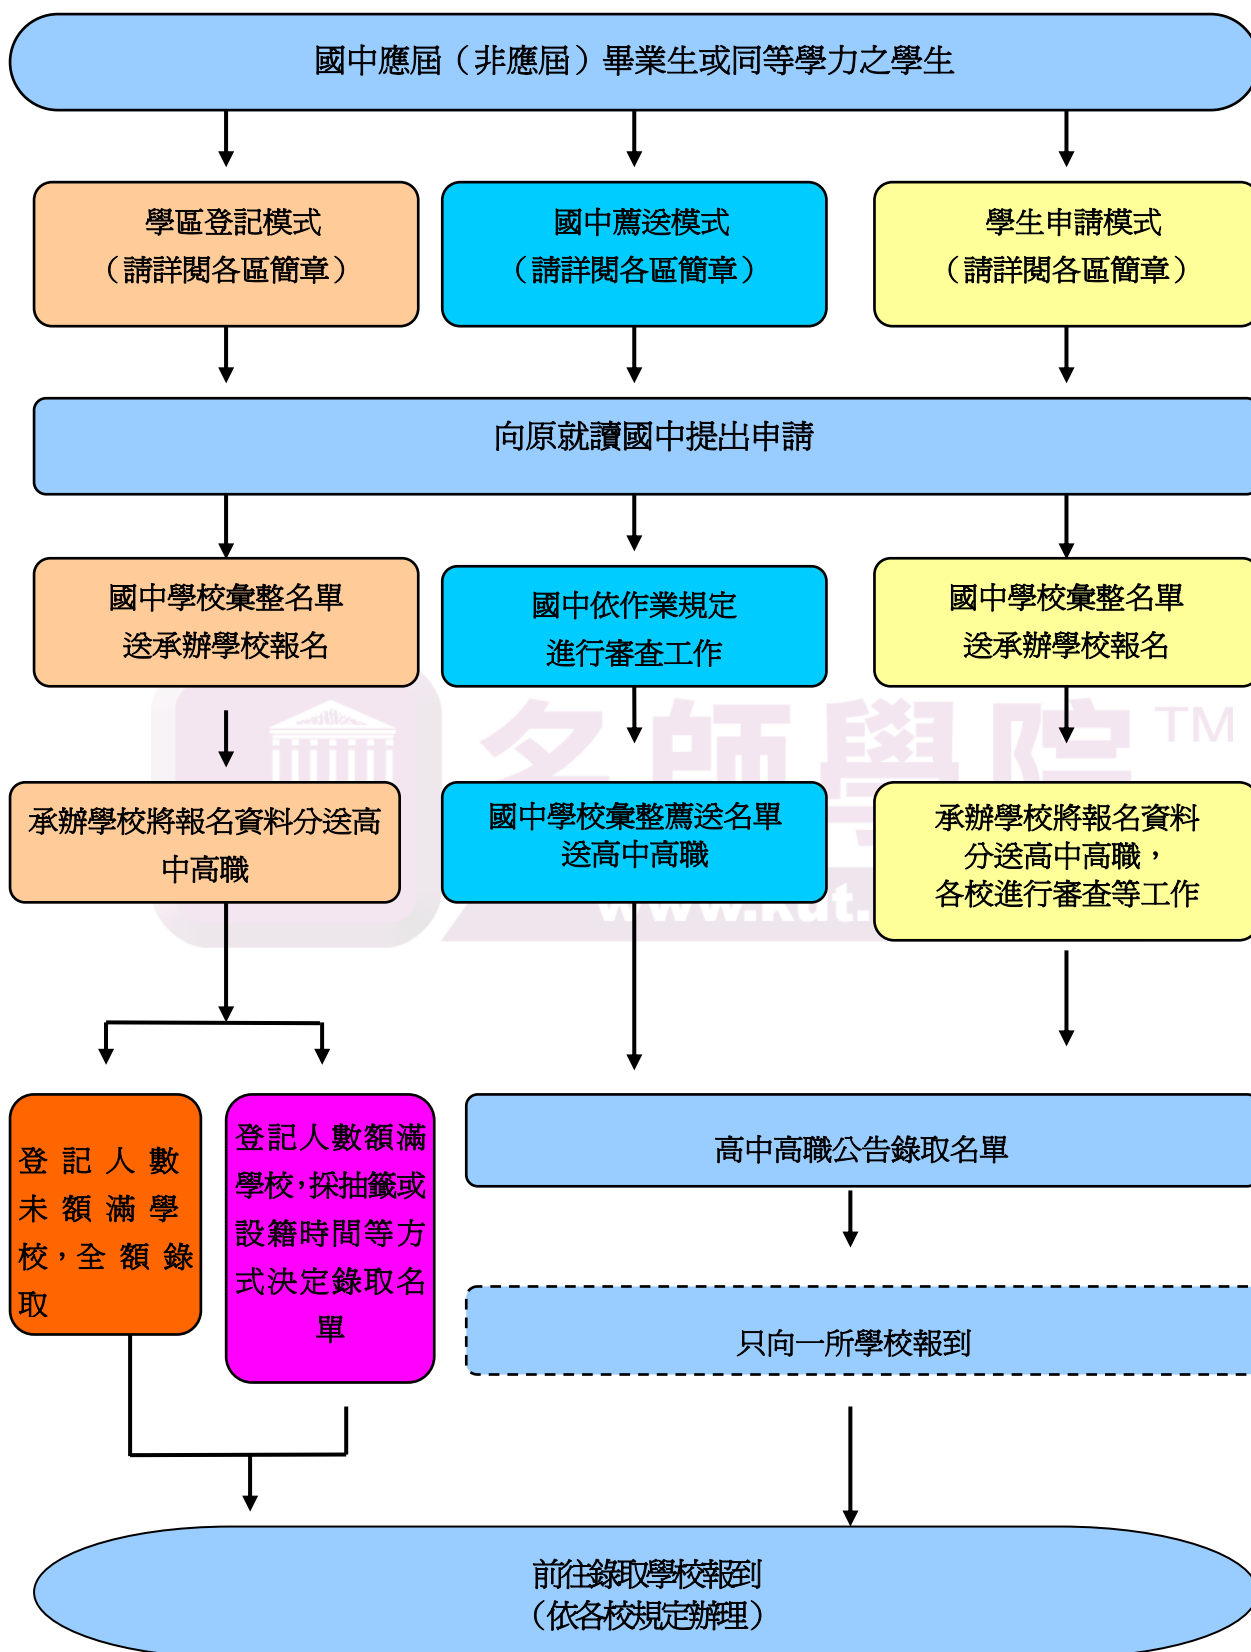 國中應屆（非應屆）畢業生或同等學力之學生
學區登記模式
（請詳閱各區簡章）
國中薦送模式
（請詳閱各區簡章）
學生申請模式
（請詳閱各區簡章）
向原就讀國中提出申請
國中學校彙整名單
送承辦學校報名
國中依作業規定
進行審查工作
國中學校彙整名單
送承辦學校報名
名師學院™
承辦學校將報名資料分送高
中高職
國中學校彙整薦送名單
送高中高職
承辦學校將報名資料
分送高中高職，
各校進行審查等工作
www.kut.
登記人數
未額滿學
校，全額錄
取
登記人數額滿
學校，採抽籤或
設籍時間等方
式決定錄取名
單
高中高職公告錄取名單
只向一所學校報到
前往錄取學校報到
（依各校規定辦理）